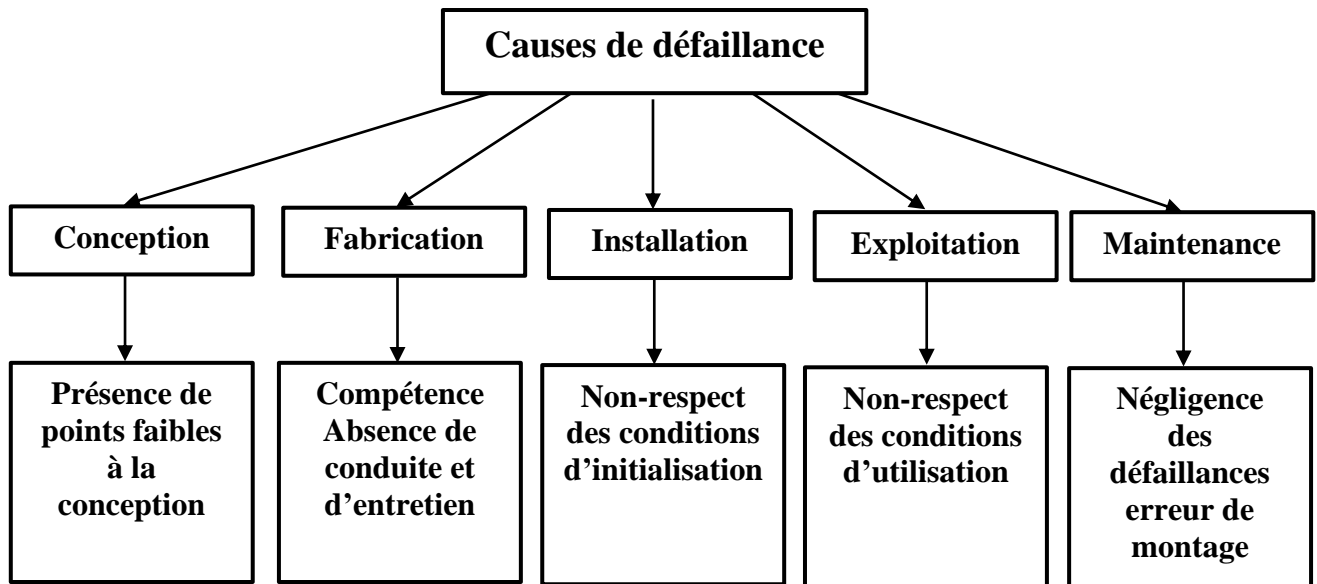 Causes de défaillance
Conception
Fabrication
Installation
Exploitation
Maintenance
Présence de
points faibles
à la
conception
Compétence
Absence de
conduite et
d’entretien
Non-respect
des conditions
d’initialisation
Non-respect
des conditions
d’utilisation
Négligence
des
défaillances
erreur de
montage